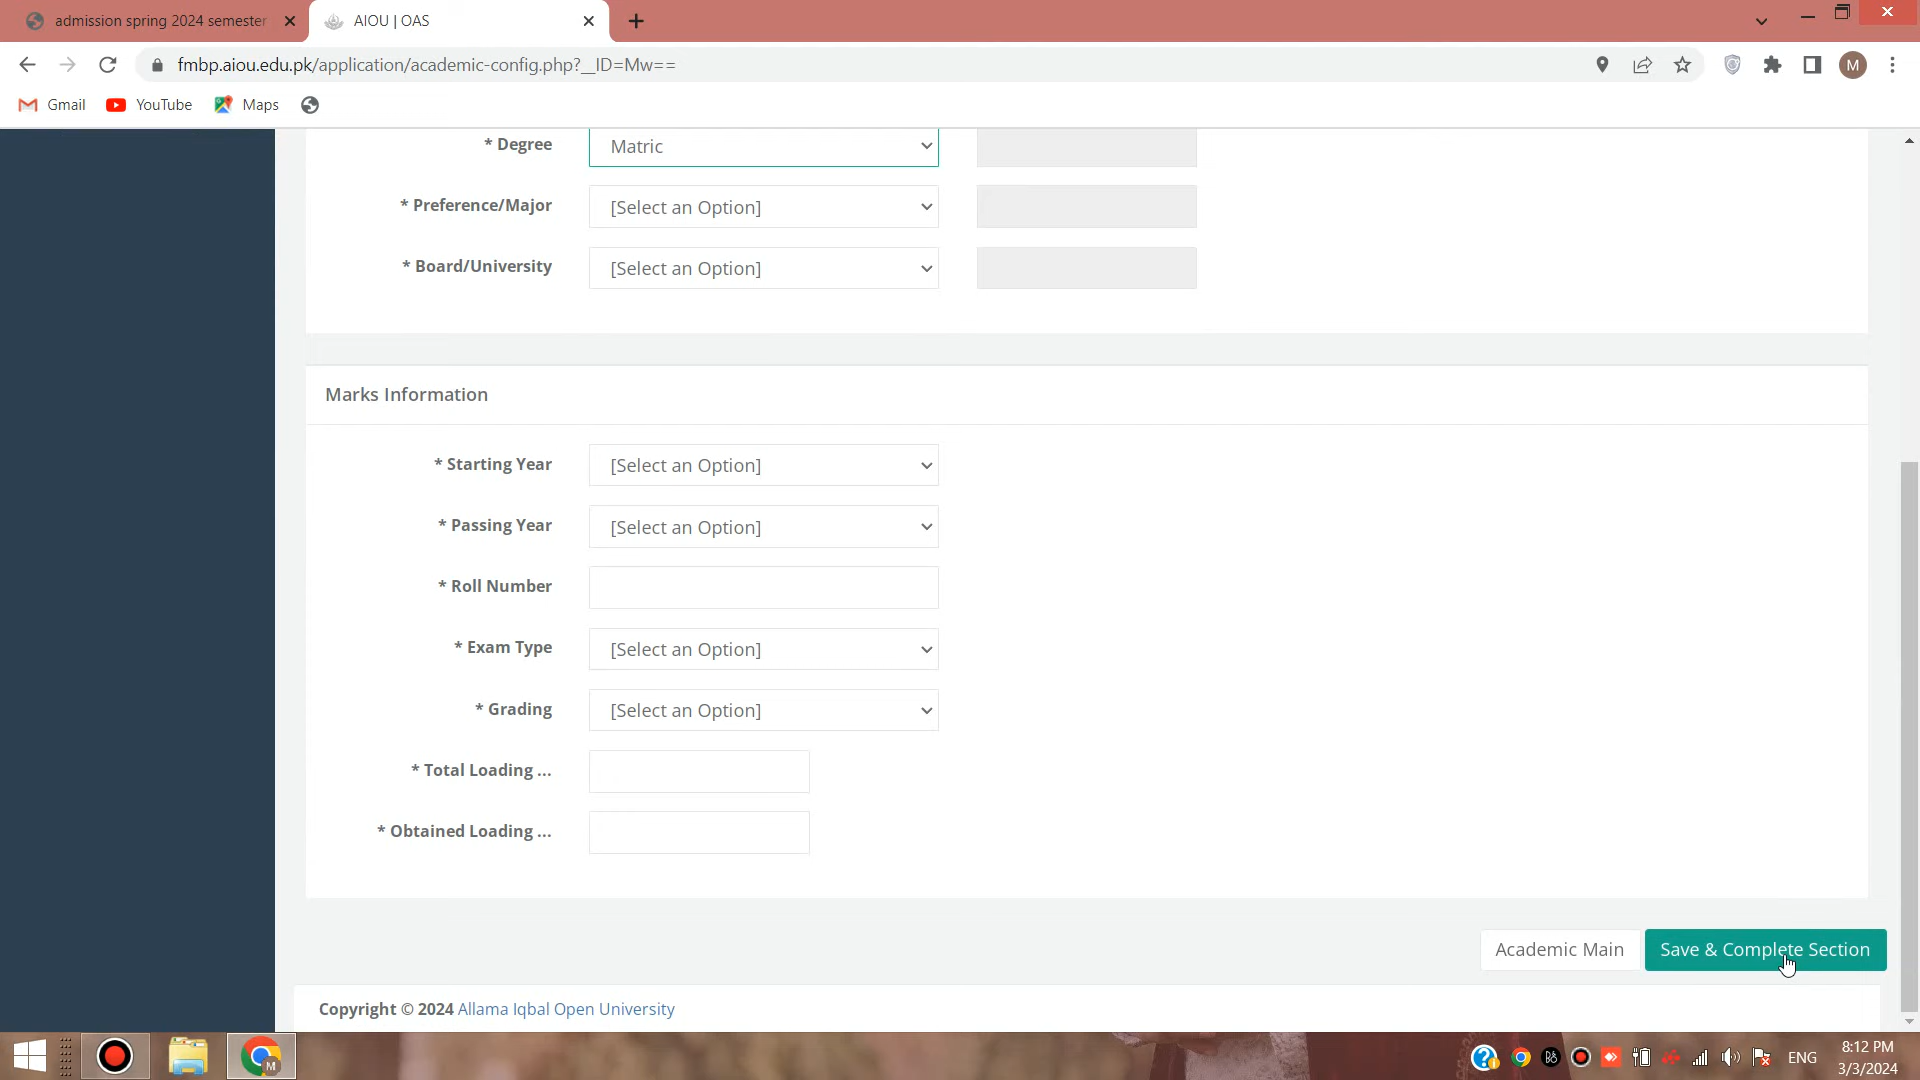 admission spring 2024 semester
AIOU | OAS
fmbp.aiou.edu.pk/application/academic-config.php?__ID=Mw==
M
Gmail
YouTube
Maps
* Degree
Matric
* Preference/Major
[Select an Option]
* Board/University
[Select an Option]
Marks Information
* Starting Year
[Select an Option]
* Passing Year
[Select an Option]
* Roll Number
* Exam Type
[Select an Option]
* Grading
[Select an Option]
* Total Loading ...
* Obtained Loading ...
Academic Main
Save & Complete Section
Copyright © 2024 Allama Iqbal Open University
ENG
8:12 PM
3/3/2024